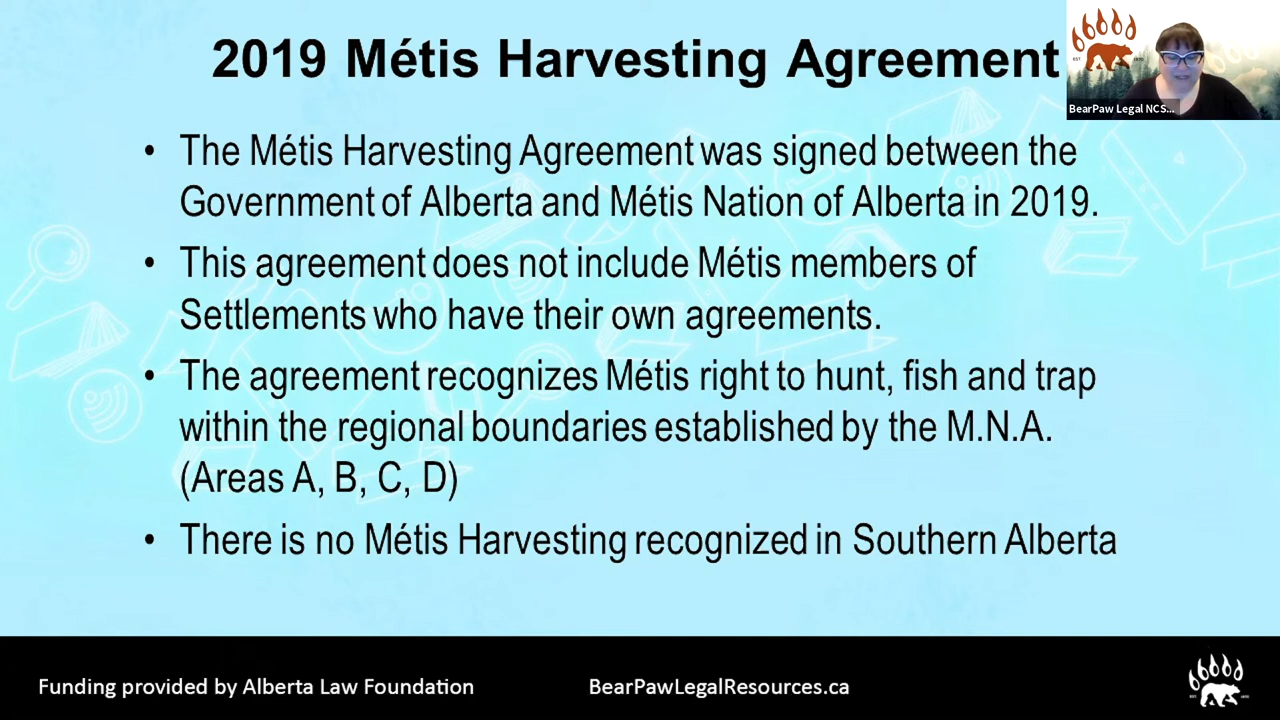 2019 Métis Harvesting Agreement
BearPaw Legal NCS...
• The Métis Harvesting Agreement was signed between the
Government of Alberta and Métis Nation of Alberta in 2019.
• This agreement does not include Métis members of
Settlements who have their own agreements.
• The agreement recognizes Métis right to hunt, fish and trap
within the regional boundaries established by the M.N.A.
(Areas A, B, C, D)
• There is no Métis Harvesting recognized in Southern Alberta
Funding provided by Alberta Law Foundation
BearPawLegalResources.ca